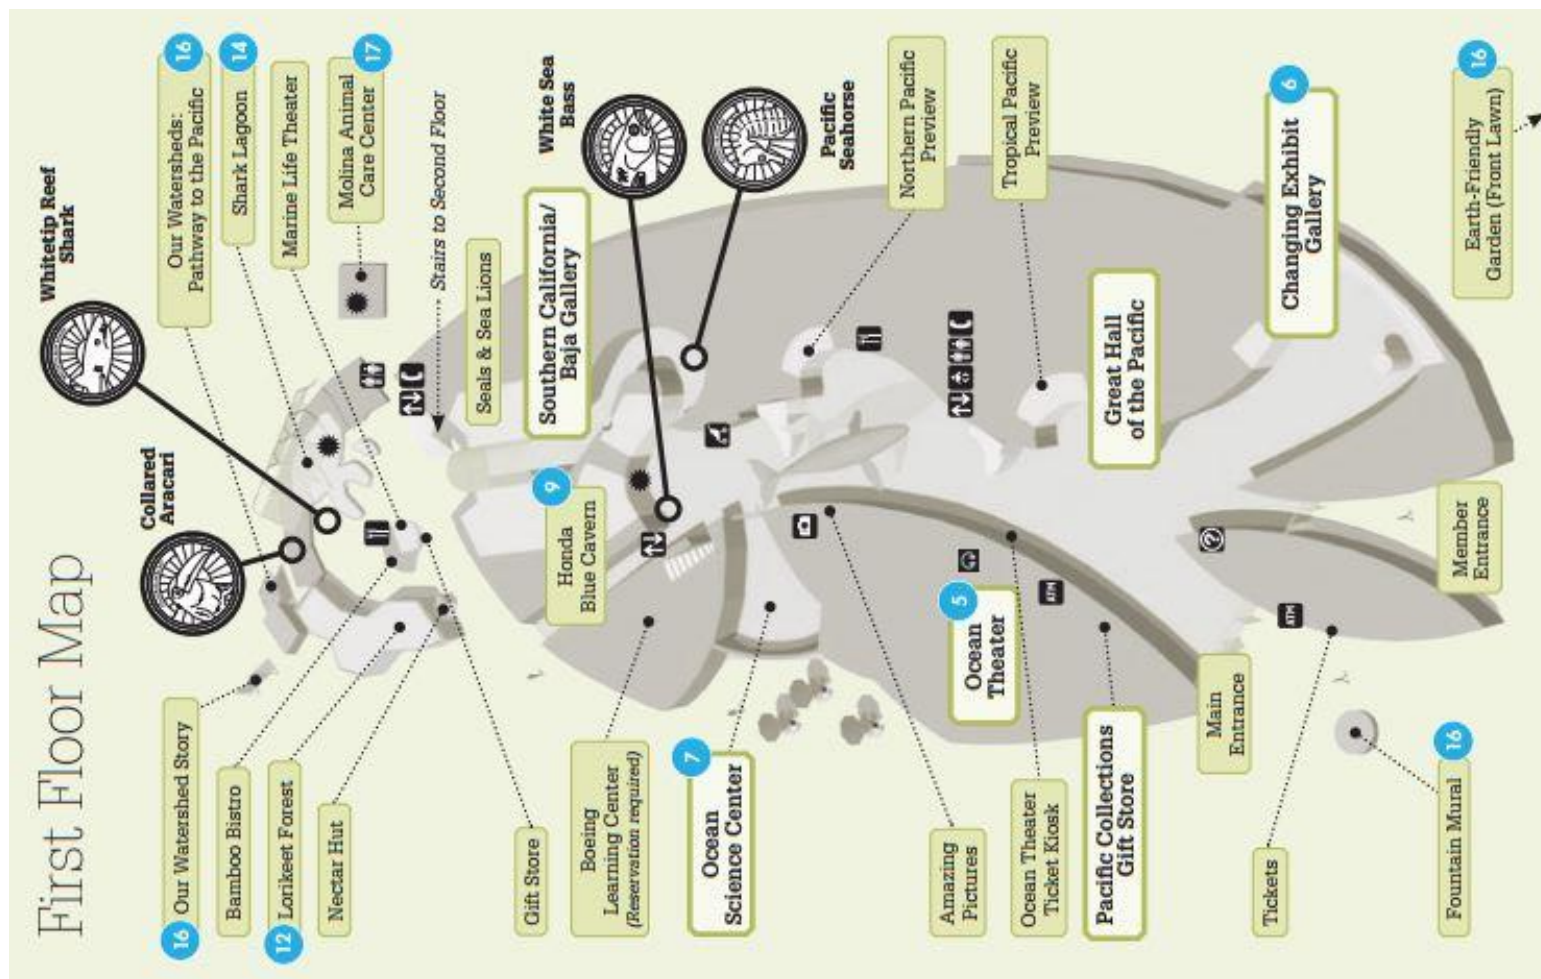 First Floor Map
Collared
Aracari
Whitetip Reef
Shark
16
Our Watershed Story
Bamboo Bistro
12
Lorikeet Forest
Nectar Hut
Gift Store
Our Watersheds:
Pathway to the Pacific
16
Shark Lagoon
14
Marine Life Theater
Molina Animal
Care Center
17
Stairs to Second Floor
Seals & Sea Lions
Southern California/
Baja Gallery
White Sea
Bass
Pacific
Seahorse
Honda
Blue Cavern
9
Boeing
Learning Center
(Reservation required)
Ocean
Science Center
7
Northern Pacific
Preview
Tropical Pacific
Preview
Amazing
Pictures
Ocean
Theater
5
Ocean Theater
Ticket Kiosk
ATM
Great Hall
of the Pacific
Pacific Collections
Gift Store
Changing Exhibit
Gallery
6
?
Main
Entrance
ATM
Tickets
Member
Entrance
Fountain Mural
16
Earth-Friendly
Garden (Front Lawn)
16